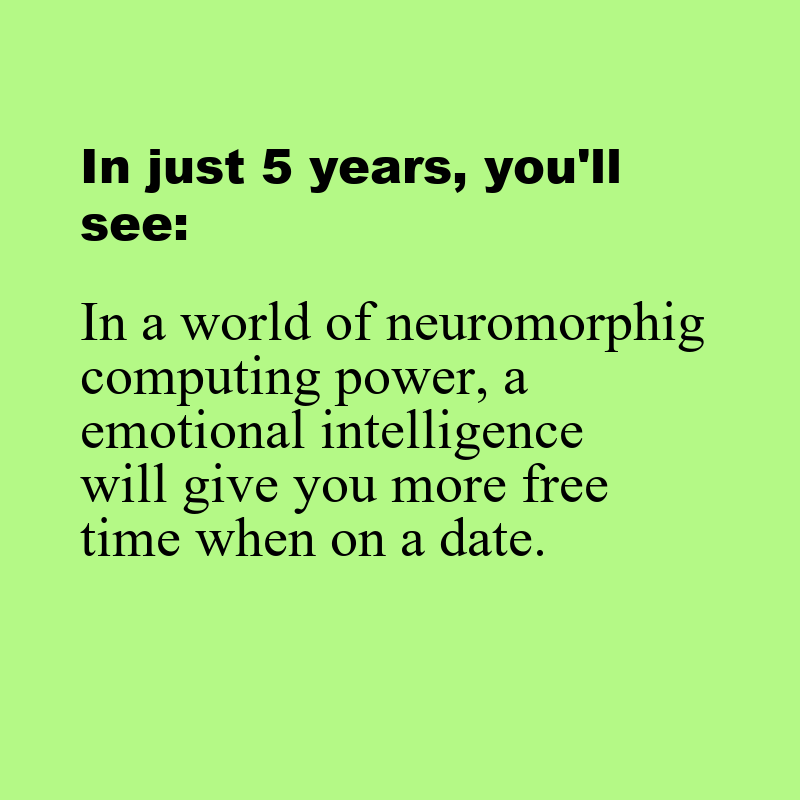 In just 5 years, you'll
see:
In a world of neuromorphig
computing power, a
emotional intelligence
will give you more free
time when on a date.